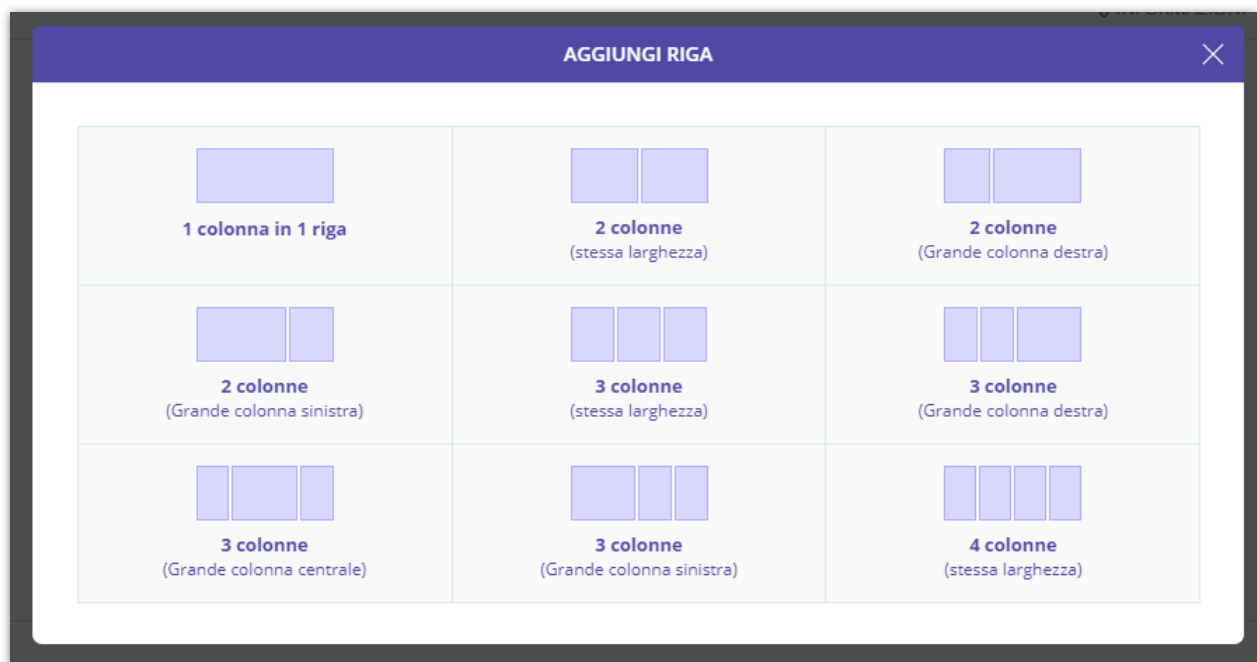 AGGIUNGI RIGA
1 colonna in 1 riga
2 colonne
(stessa larghezza)
2 colonne
(Grande colonna destra)
2 colonne
(Grande colonna sinistra)
3 colonne
(stessa larghezza)
3 colonne
(Grande colonna destra)
3 colonne
(Grande colonna centrale)
3 colonne
(Grande colonna sinistra)
4 colonne
(stessa larghezza)